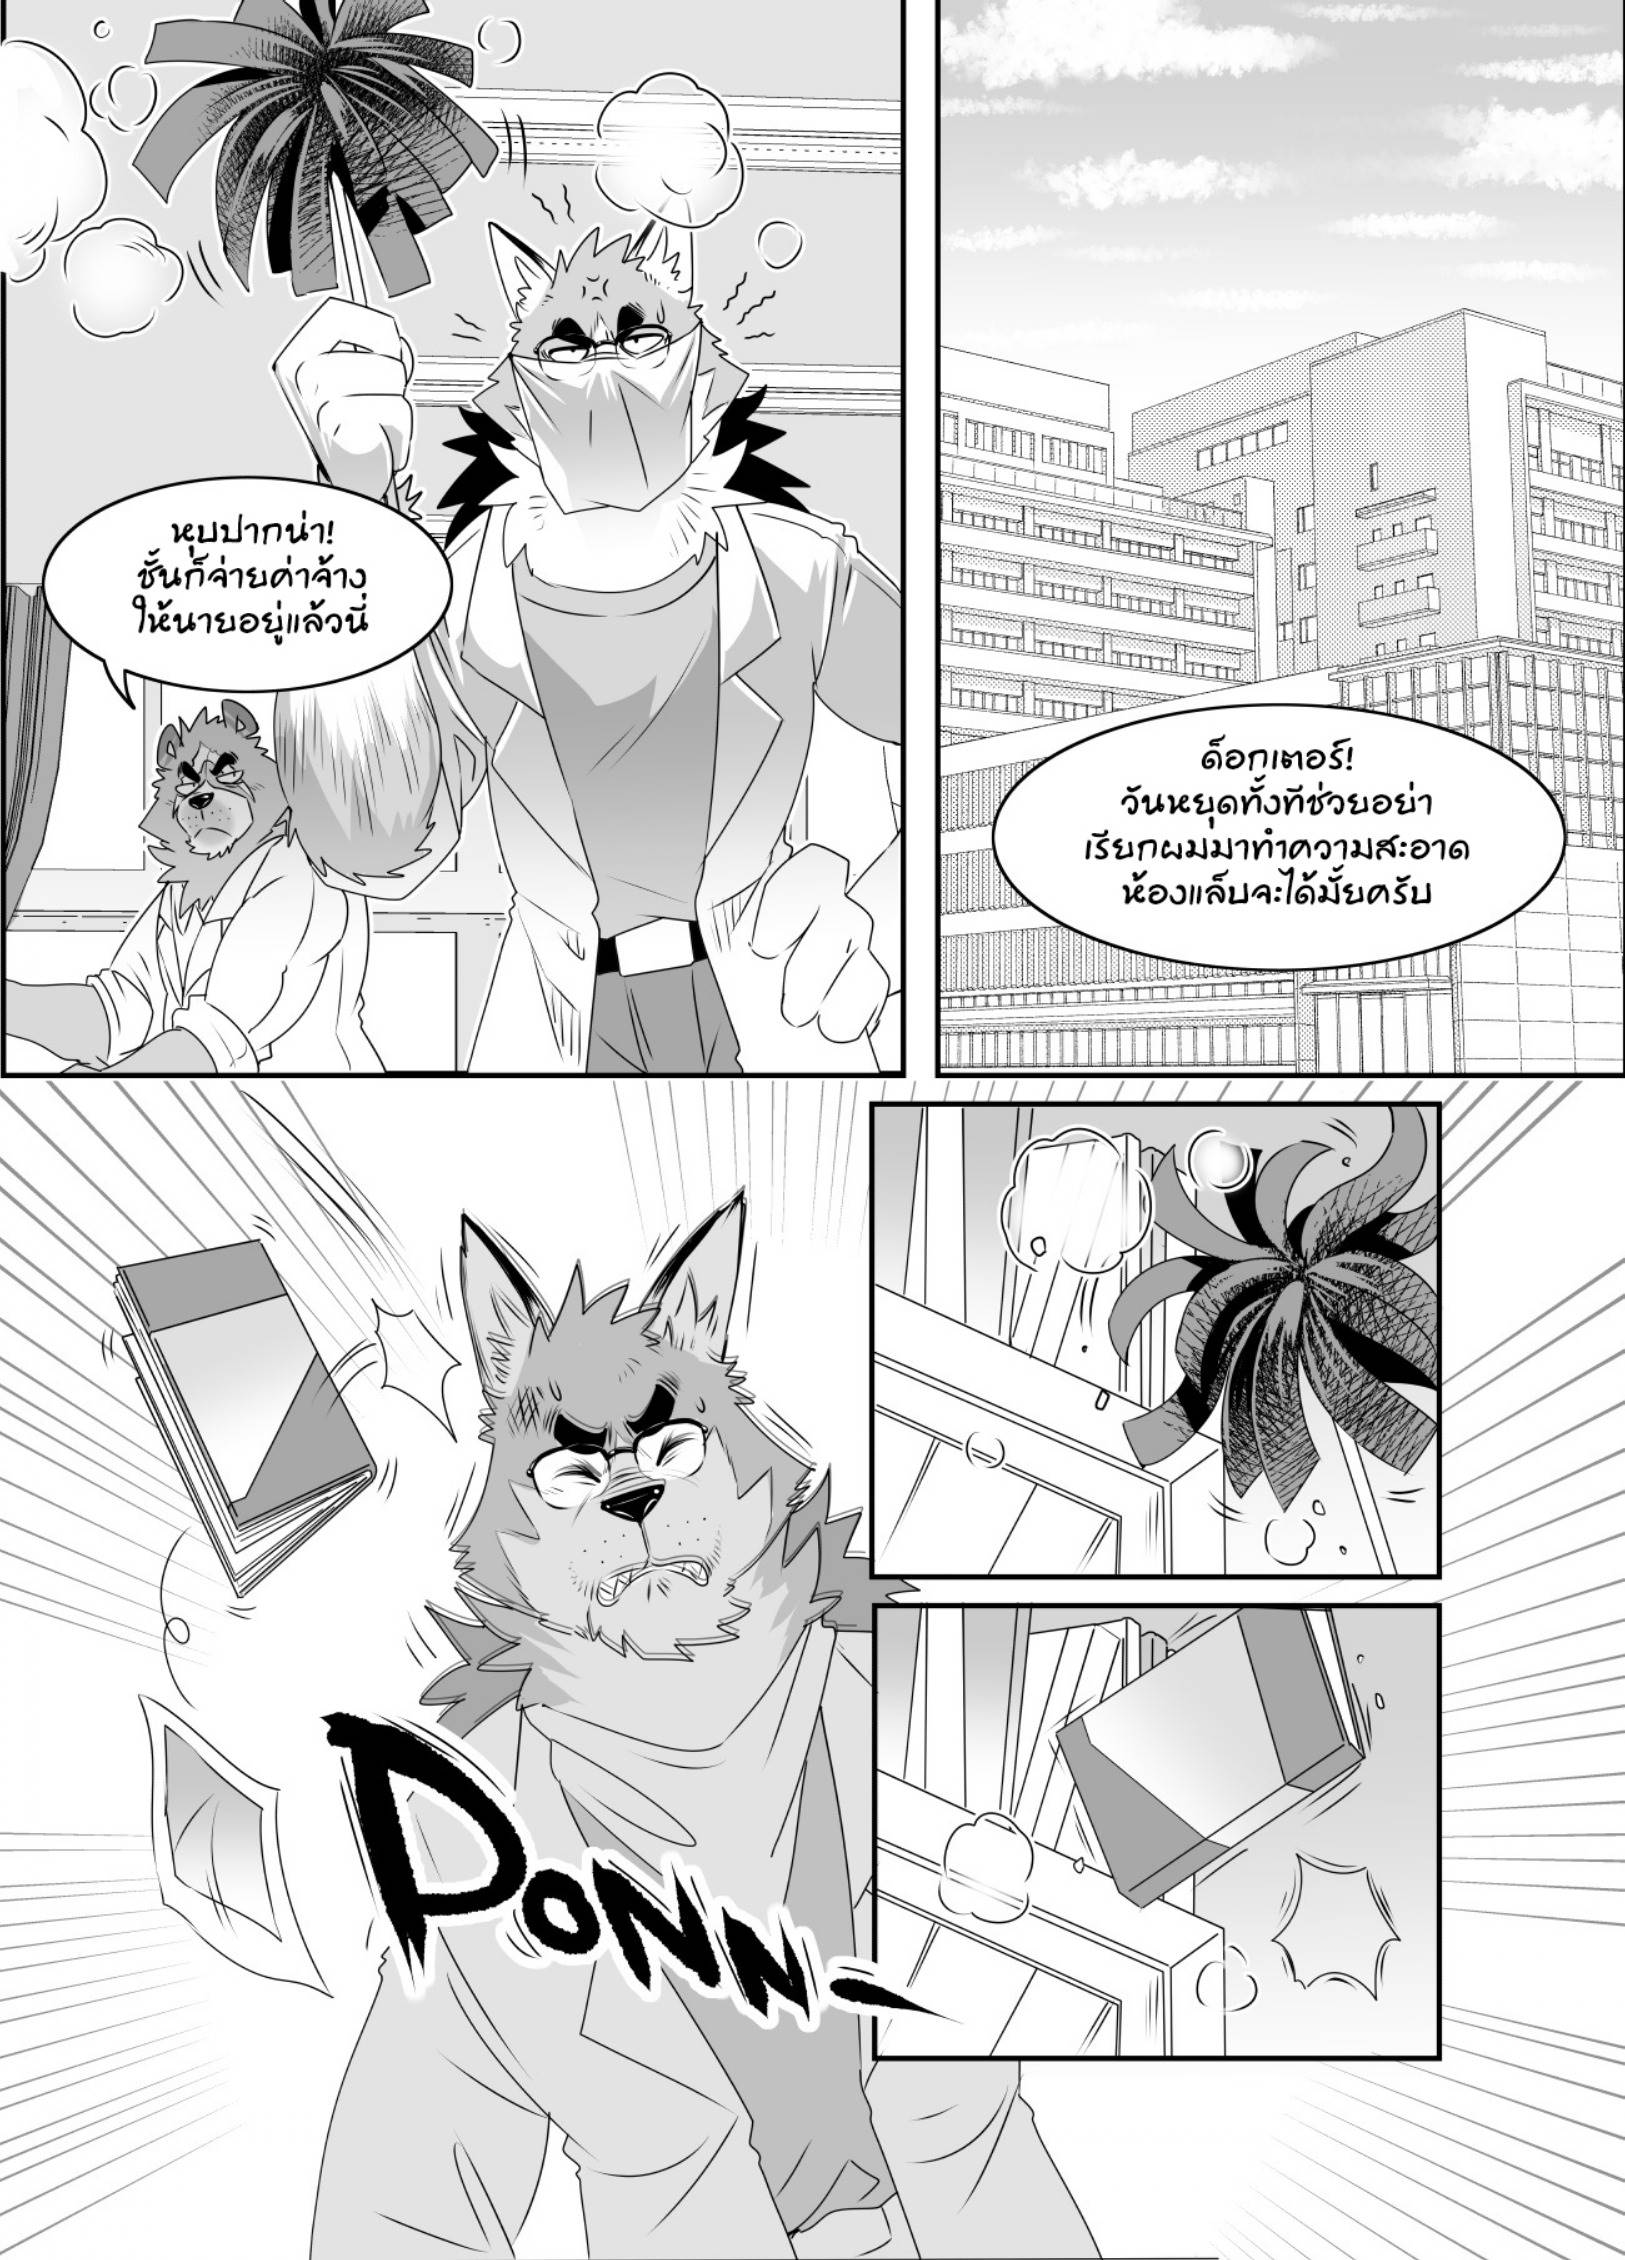 ด็อกเตอร์!
วันหยุดทั้งทีช่วยอย่า
เรียกผมมาทำความสะอาด
ห้องแล็บจะได้มั้ยครับ
หุบปากน่า!
ชั้นก็จ่ายค่าจ้าง
ให้นายอยู่แล้วนี่
PONN-